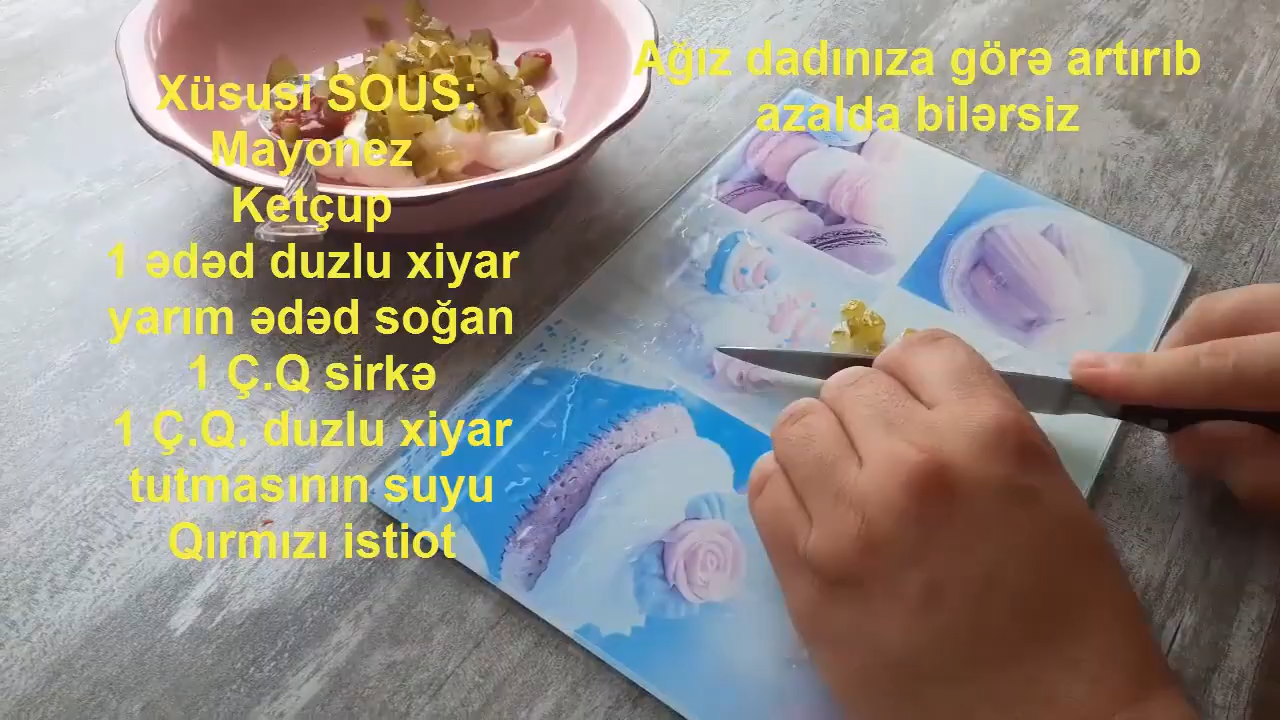 Xüsusi SOUS:
Mayonez
Ketçup
1 ədəd duzlu xiyar
yarım ədəd soğan
1 Ç.Q sirkə
1 Ç.Q. duzlu xiyar
tutmasının suyu
Qırmızı istiot
Ağız dadınıza görə artırıb
azalda bilərsiz